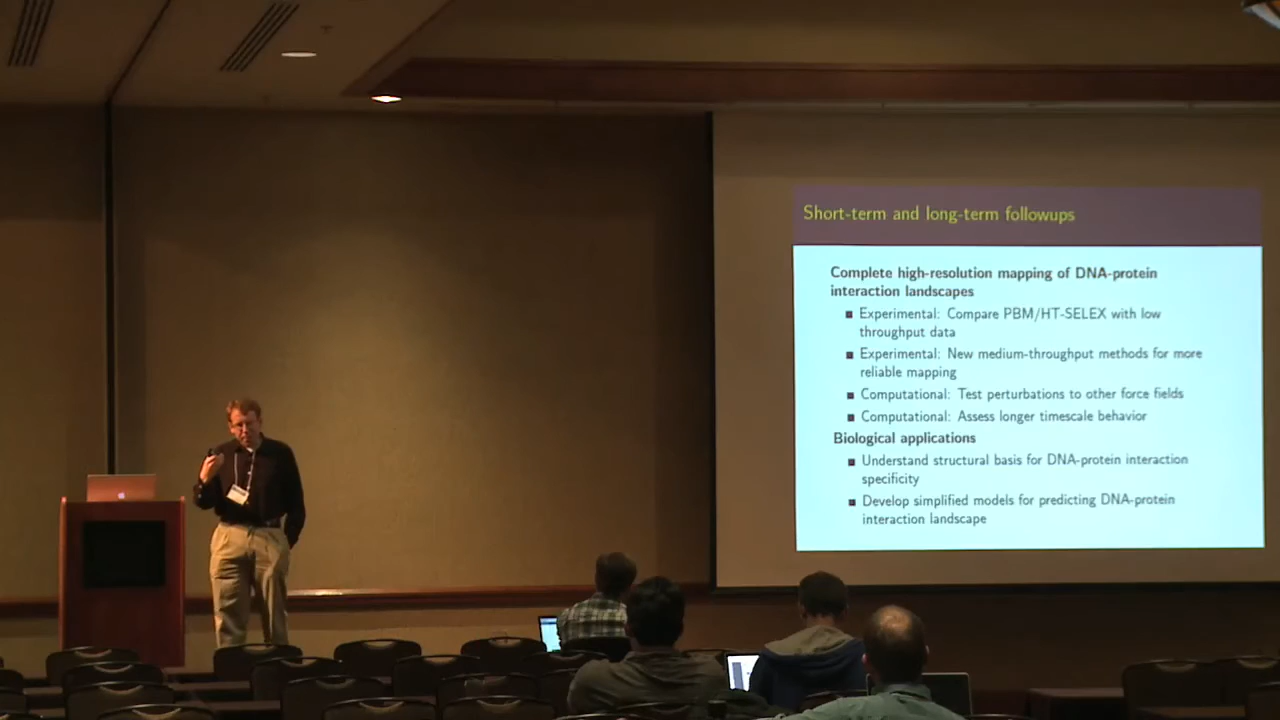 Short-term and long-term followups
Complete high-resolution mapping of DNA-protein
interaction landscapes
Experimental: Compare PBM/HT-SELEX with low
throughput data
Experimental: New medium-throughput methods for more
reliable mapping
Computational: Test perturbations to other force fields
Computational: Assess longer timescale behavior
Biological applications
Understand structural basis for DNA-protein interaction
specificity
Develop simplified models for predicting DNA-protein
interaction landscape